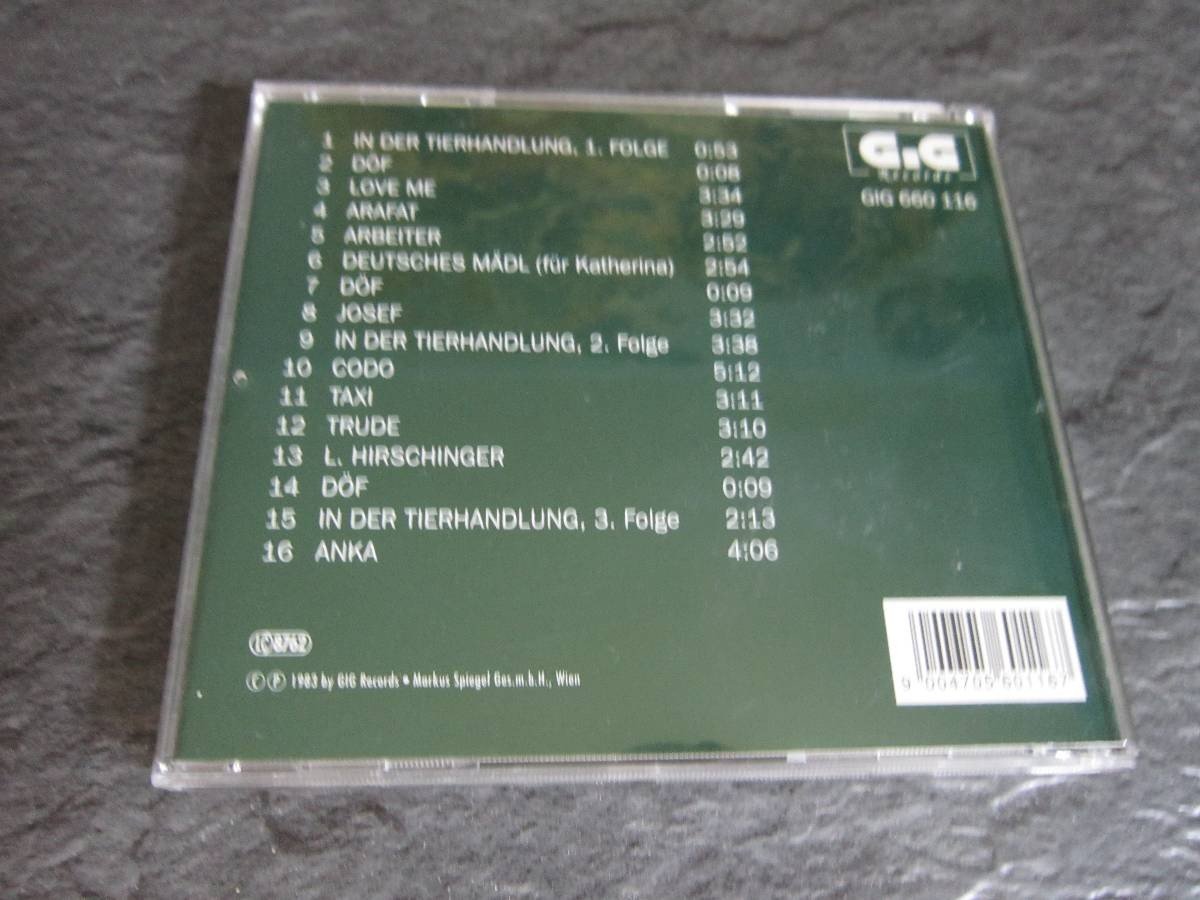 1 IN DER TIERHANDLUNG, 1. FOLGE 0:53
2 DÖF 0:08
3 LOVE ME 3:34
4 ARAFAT 3:29
5 ARBEITER 2:52
6 DEUTSCHES MÄDL (für Katherina) 2:54
7 DÖF 0:09
8 JOSEF 3:32
9 IN DER TIERHANDLUNG, 2. Folge 3:38
10 CODO 5:12
11 TAXI 3:11
12 TRUDE 3:10
13 L. HIRSCHINGER 2:42
14 DÖF 0:09
15 IN DER TIERHANDLUNG, 3. Folge 2:13
16 ANKA 4:06
GIG
Records
GIG 660 116
LC 8762
© ℗ 1983 by GIG Records • Markus Spiegel Ges.m.b.H., Wien
9 004705 601167